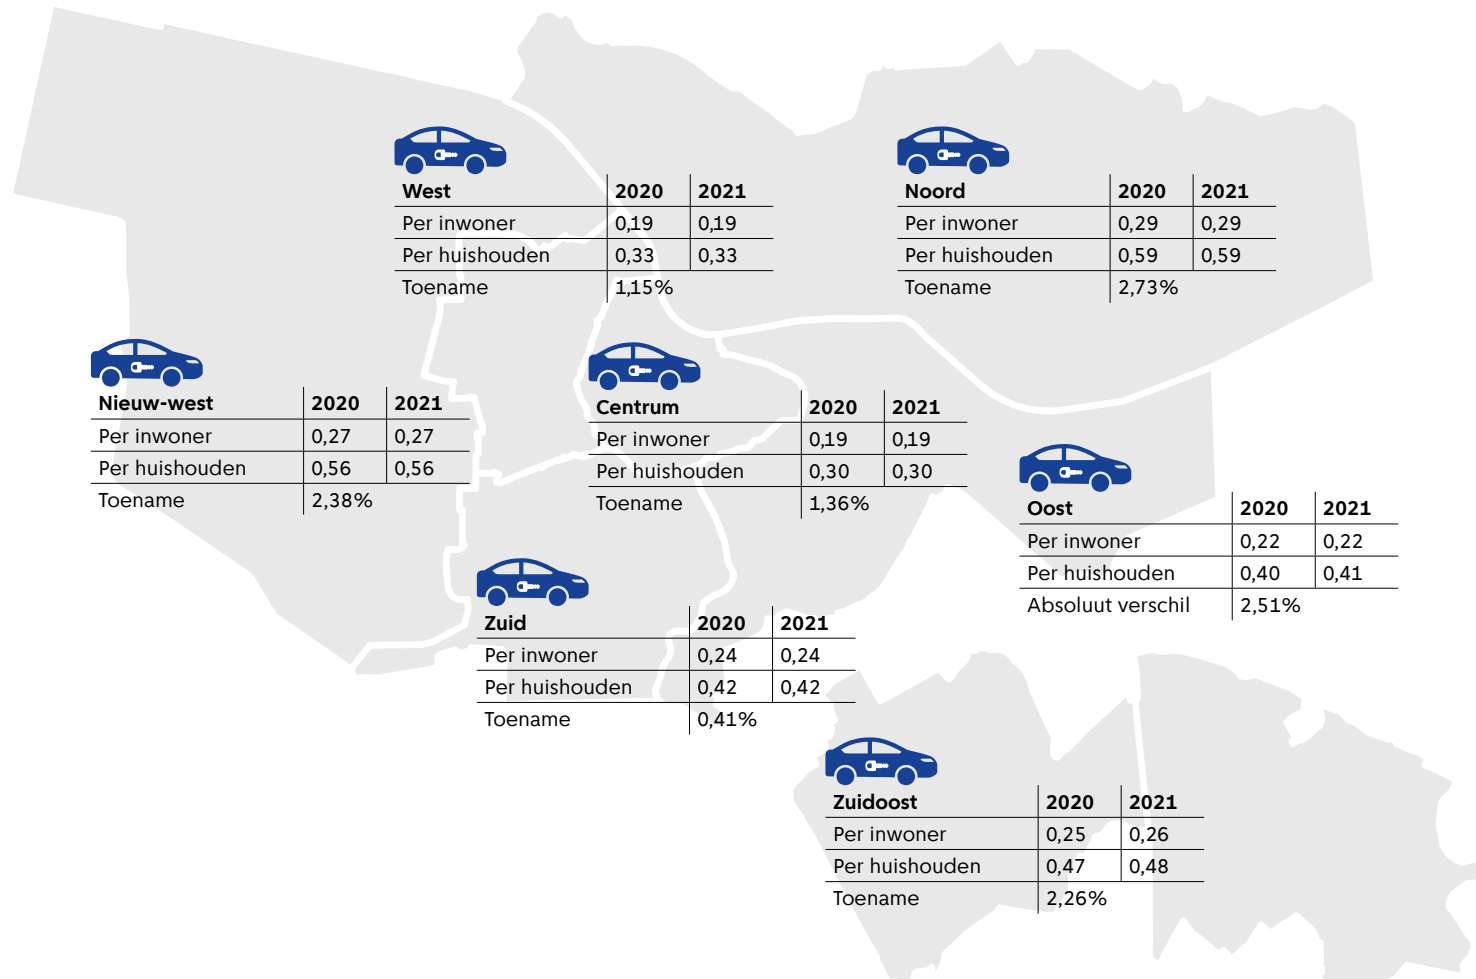 West 2020 2021
Per inwoner 0,19 0,19
Per huishouden 0,33 0,33
Toename 1,15%
Noord 2020 2021
Per inwoner 0,29 0,29
Per huishouden 0,59 0,59
Toename 2,73%
Nieuw-west 2020 2021
Per inwoner 0,27 0,27
Per huishouden 0,56 0,56
Toename 2,38%
Centrum 2020 2021
Per inwoner 0,19 0,19
Per huishouden 0,30 0,30
Toename 1,36%
Oost 2020 2021
Per inwoner 0,22 0,22
Per huishouden 0,40 0,41
Absoluut verschil 2,51%
Zuid 2020 2021
Per inwoner 0,24 0,24
Per huishouden 0,42 0,42
Toename 0,41%
Zuidoost 2020 2021
Per inwoner 0,25 0,26
Per huishouden 0,47 0,48
Toename 2,26%